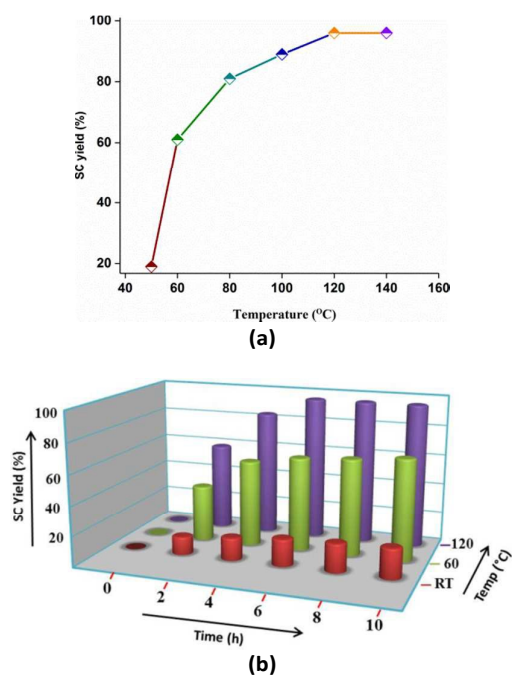 100
80
60
40
20
SC yield (%)
40 60 80 100 120 140 160
Temperature (OC)
(a)
100
80
60
40
20
SC Yield (%)
0 2 4 6 8 10
Time (h)
120
60
RT
Temp (°C)
(b)